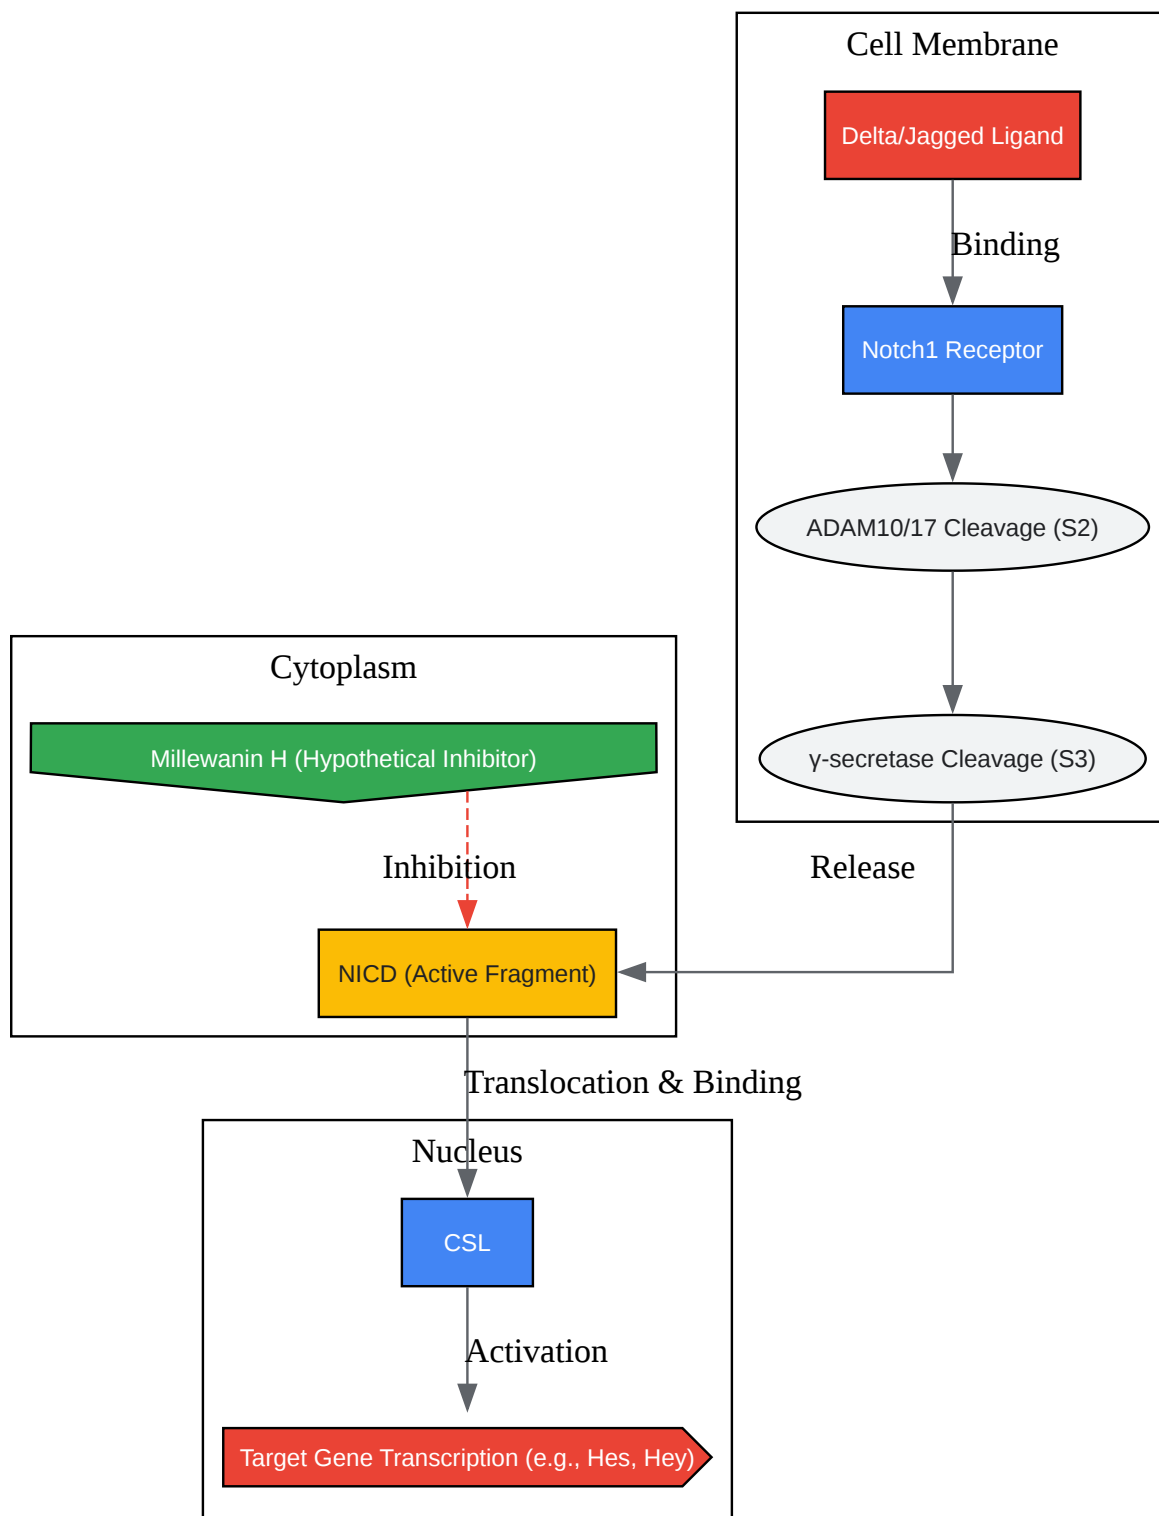 Cell Membrane
Delta/Jagged Ligand
Binding
Notch1 Receptor
ADAM10/17 Cleavage (S2)
γ-secretase Cleavage (S3)
Release
Cytoplasm
Millewanin H (Hypothetical Inhibitor)
Inhibition
NICD (Active Fragment)
Translocation & Binding
Nucleus
CSL
Activation
Target Gene Transcription (e.g., Hes, Hey)